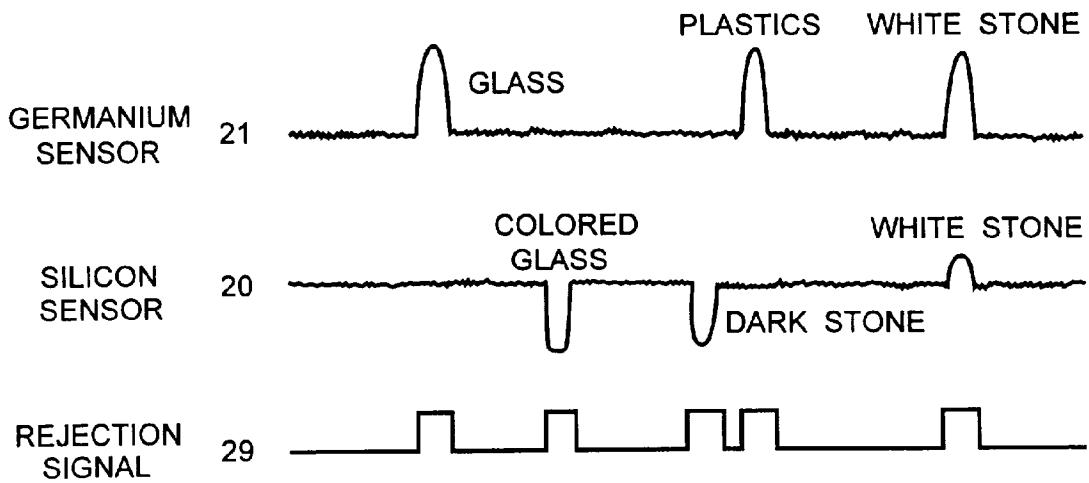 PLASTICS WHITE STONE
GLASS
GERMANIUM
SENSOR
21
COLORED
GLASS
WHITE STONE
SILICON
SENSOR
20
DARK STONE
REJECTION
SIGNAL
29